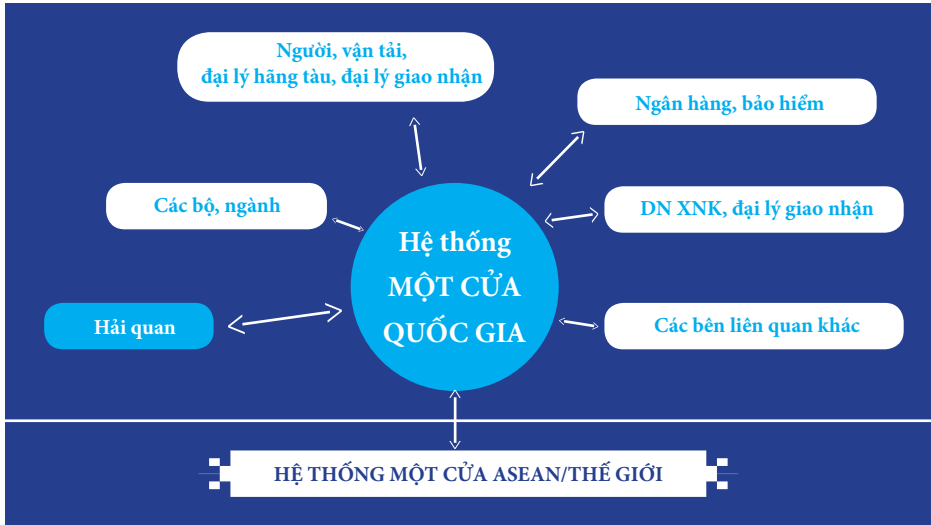 Người, vận tải,
đại lý hãng tàu, đại lý giao nhận
Ngân hàng, bảo hiểm
Các bộ, ngành
DN XNK, đại lý giao nhận
Hệ thống
MỘT CỬA
QUỐC GIA
Hải quan
Các bên liên quan khác
HỆ THỐNG MỘT CỬA ASEAN/THẾ GIỚI